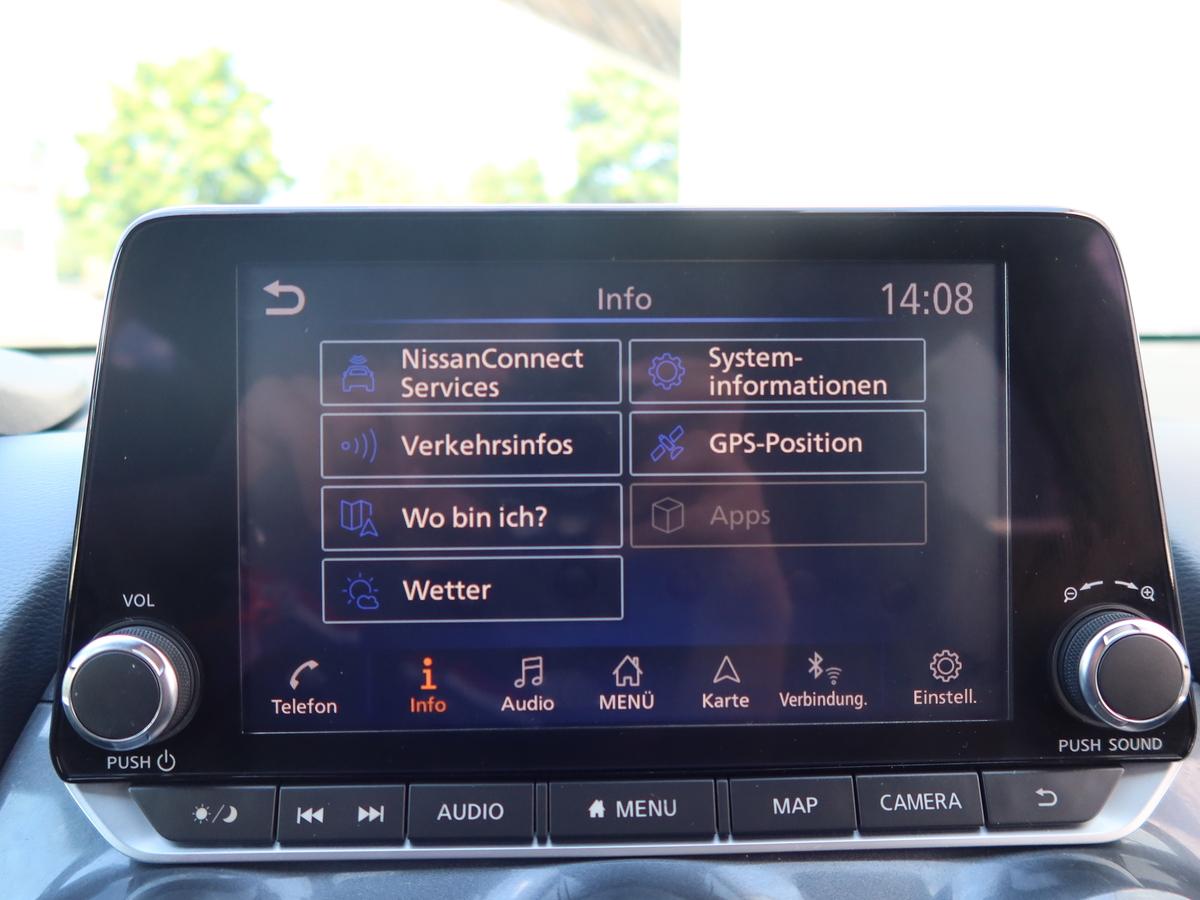 Info
14:08
NissanConnect
Services
System-
informationen
Verkehrsinfos
GPS-Position
Wo bin ich?
Apps
Wetter
VOL
Telefon
Info
Audio
MENÜ
Karte
Verbindung.
Einstell.
PUSH
PUSH SOUND
AUDIO
MENU
MAP
CAMERA